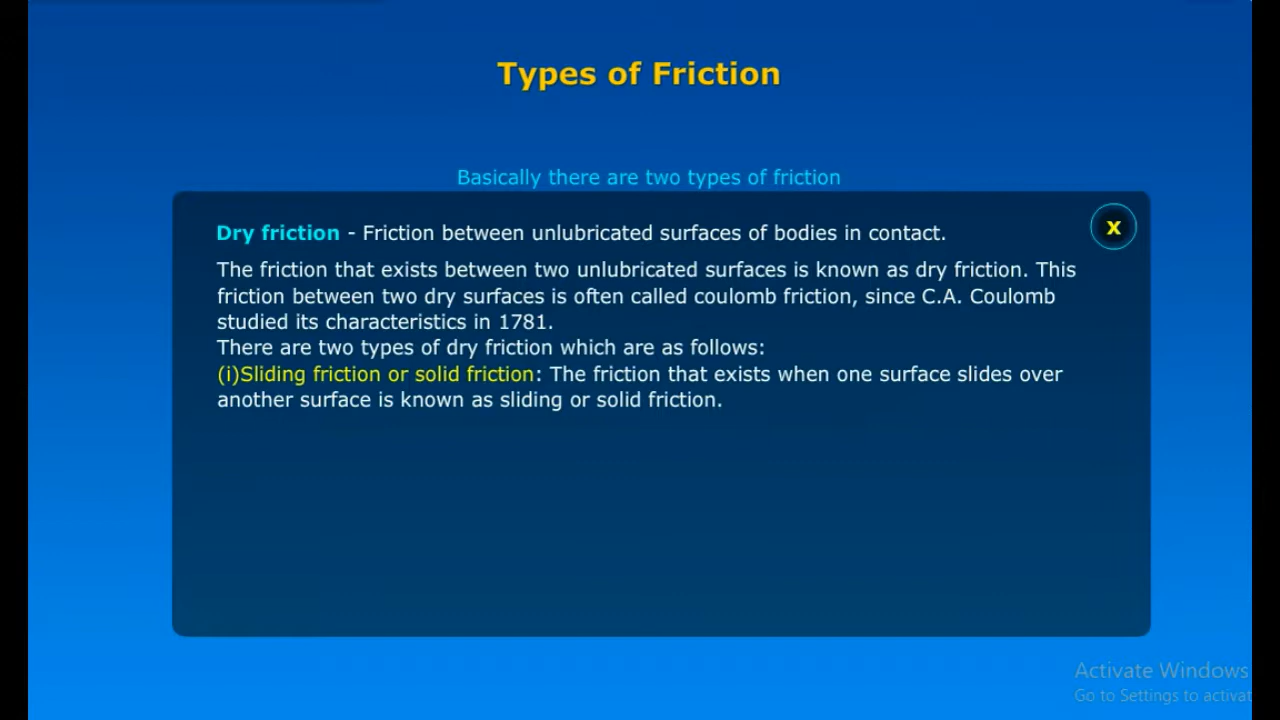 Types of Friction
Basically there are two types of friction
Dry friction - Friction between unlubricated surfaces of bodies in contact.
x
The friction that exists between two unlubricated surfaces is known as dry friction. This
friction between two dry surfaces is often called coulomb friction, since C.A. Coulomb
studied its characteristics in 1781.
There are two types of dry friction which are as follows:
(i)Sliding friction or solid friction: The friction that exists when one surface slides over
another surface is known as sliding or solid friction.
Activate Windows
Go to Settings to activat